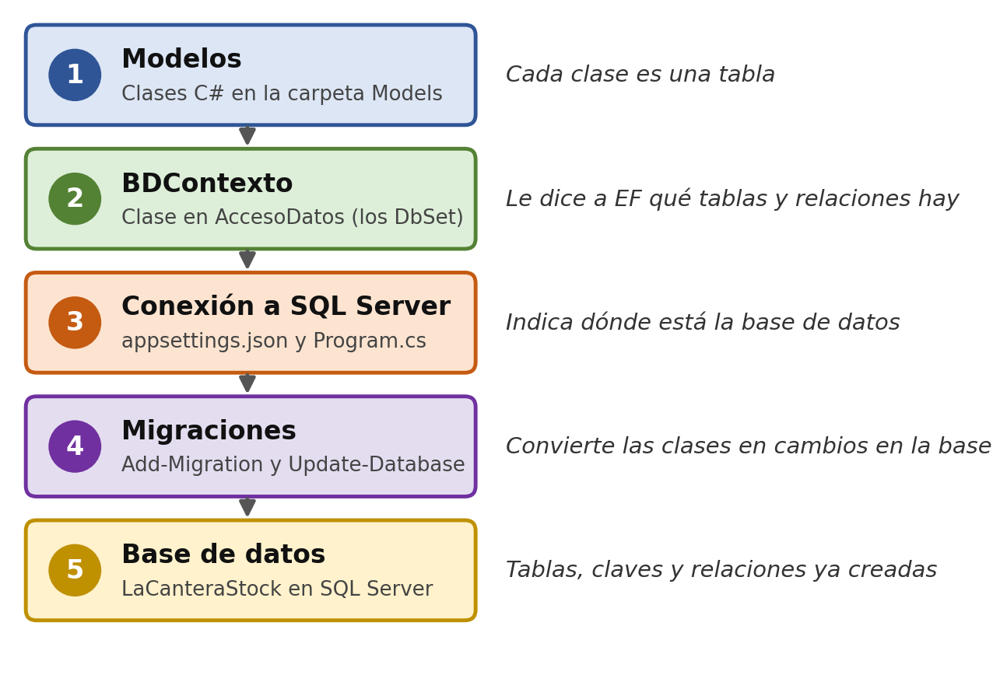 1
Modelos
Clases C# en la carpeta Models
Cada clase es una tabla
2
BDContexto
Clase en AccesoDatos (los DbSet)
Le dice a EF qué tablas y relaciones hay
3
Conexión a SQL Server
appsettings.json y Program.cs
Indica dónde está la base de datos
4
Migraciones
Add-Migration y Update-Database
Convierte las clases en cambios en la base
5
Base de datos
LaCanteraStock en SQL Server
Tablas, claves y relaciones ya creadas